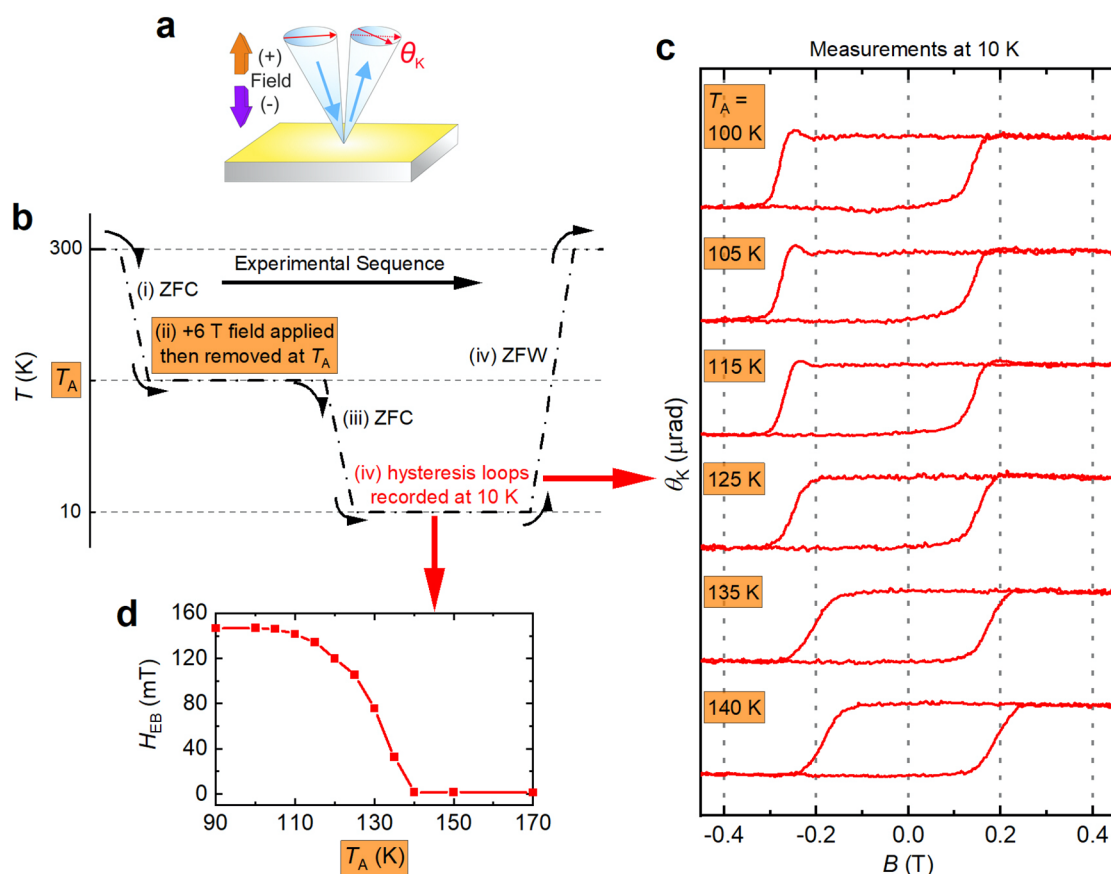 a
(+)
Field
(-)
θK
b
300
TA
10
T (K)
Experimental Sequence
(i) ZFC
(ii) +6 T field applied
then removed at TA
(iii) ZFC
(iv) ZFW
(iv) hysteresis loops
recorded at 10 K
c
Measurements at 10 K
TA =
100 K
105 K
115 K
125 K
135 K
140 K
θK (μrad)
-0.4 -0.2 0.0 0.2 0.4
B (T)
d
160
120
80
40
0
HEB (mT)
90 110 130 150 170
TA (K)